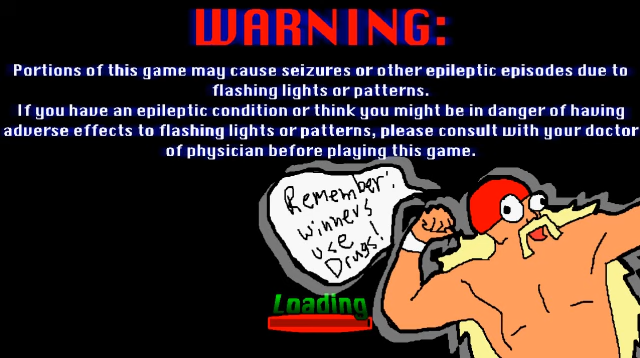 WARNING:
Portions of this game may cause seizures or other epileptic episodes due to
flashing lights or patterns.
If you have an epileptic condition or think you might be in danger of having
adverse effects to flashing lights or patterns, please consult with your doctor
of physician before playing this game.
Remember:
winners
use
Drugs!
Loading